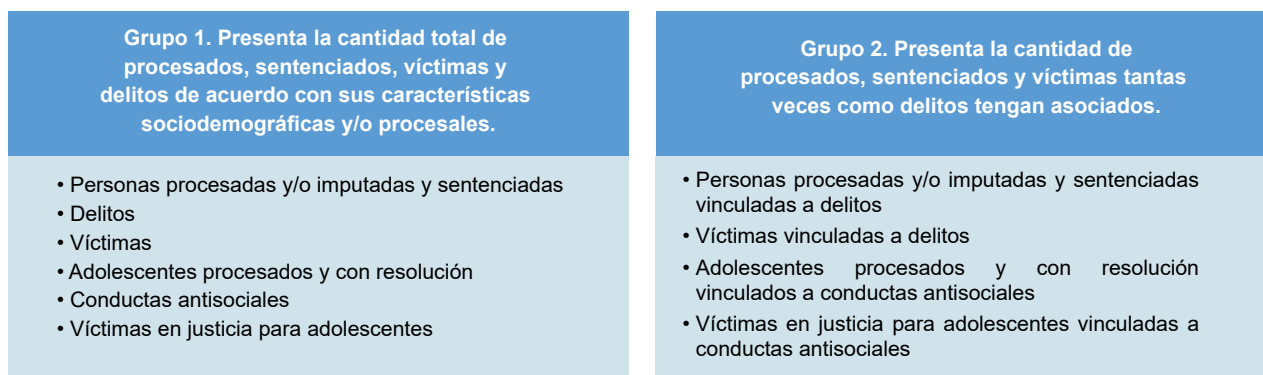 Grupo 1. Presenta la cantidad total de
procesados, sentenciados, víctimas y
delitos de acuerdo con sus características
sociodemográficas y/o procesales.
• Personas procesadas y/o imputadas y sentenciadas
• Delitos
• Víctimas
• Adolescentes procesados y con resolución
• Conductas antisociales
• Víctimas en justicia para adolescentes
Grupo 2. Presenta la cantidad de
procesados, sentenciados y víctimas tantas
veces como delitos tengan asociados.
• Personas procesadas y/o imputadas y sentenciadas
vinculadas a delitos
• Víctimas vinculadas a delitos
• Adolescentes procesados y con resolución
vinculados a conductas antisociales
• Víctimas en justicia para adolescentes vinculadas a
conductas antisociales